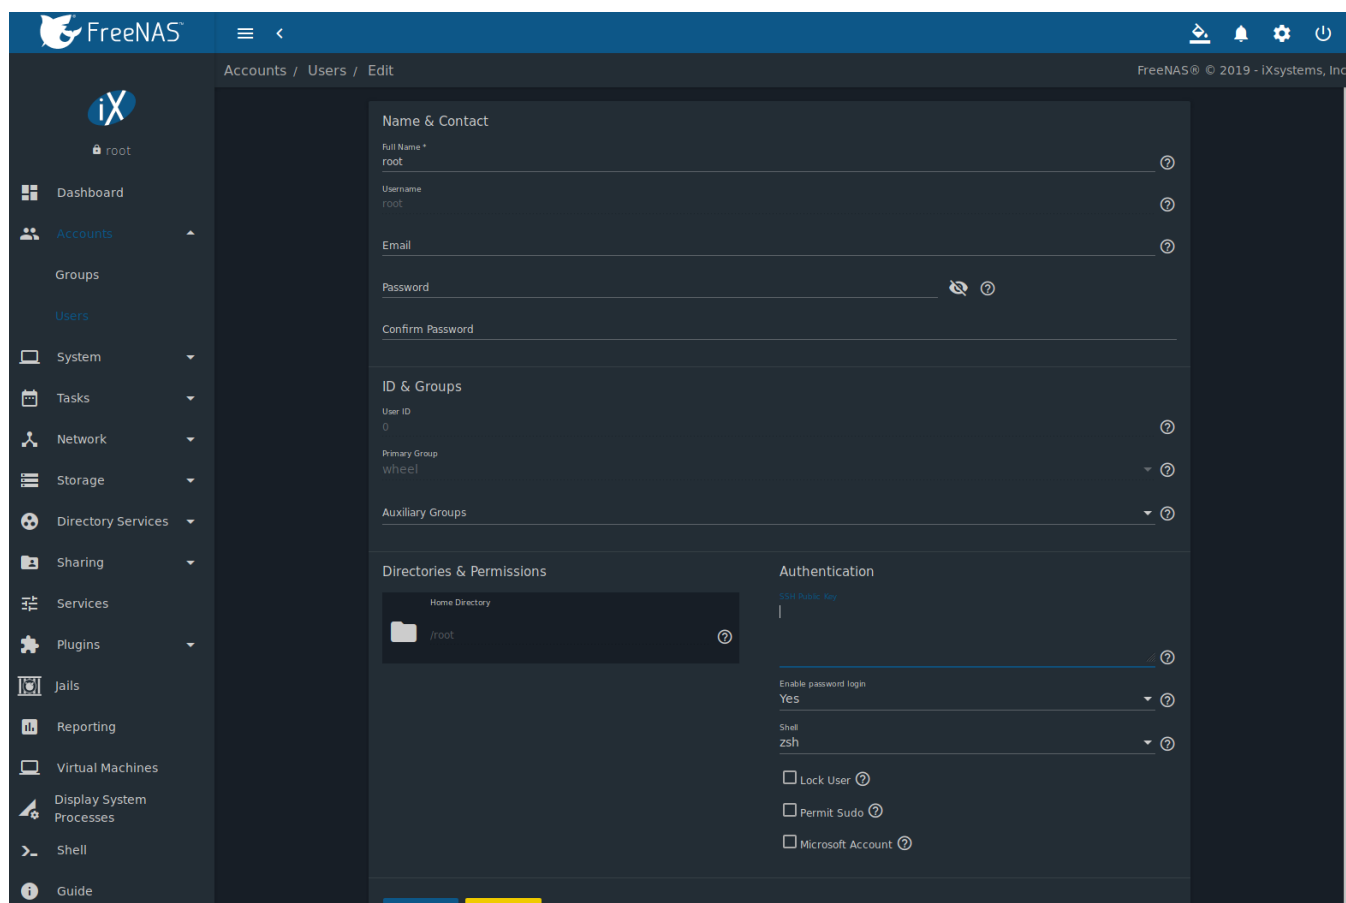 FreeNAS™
Accounts / Users / Edit
FreeNAS® © 2019 - iXsystems, Inc
iX
root
Dashboard
Accounts
Groups
Users
System
Tasks
Network
Storage
Directory Services
Sharing
Services
Plugins
Jails
Reporting
Virtual Machines
Display System
Processes
Shell
Guide
Name & Contact
Full Name *
root
Username
root
Email
Password
Confirm Password
ID & Groups
User ID
0
Primary Group
wheel
Auxiliary Groups
Directories & Permissions
Home Directory
/root
Authentication
SSH Public Key
Enable password login
Yes
Shell
zsh
Lock User
Permit Sudo
Microsoft Account